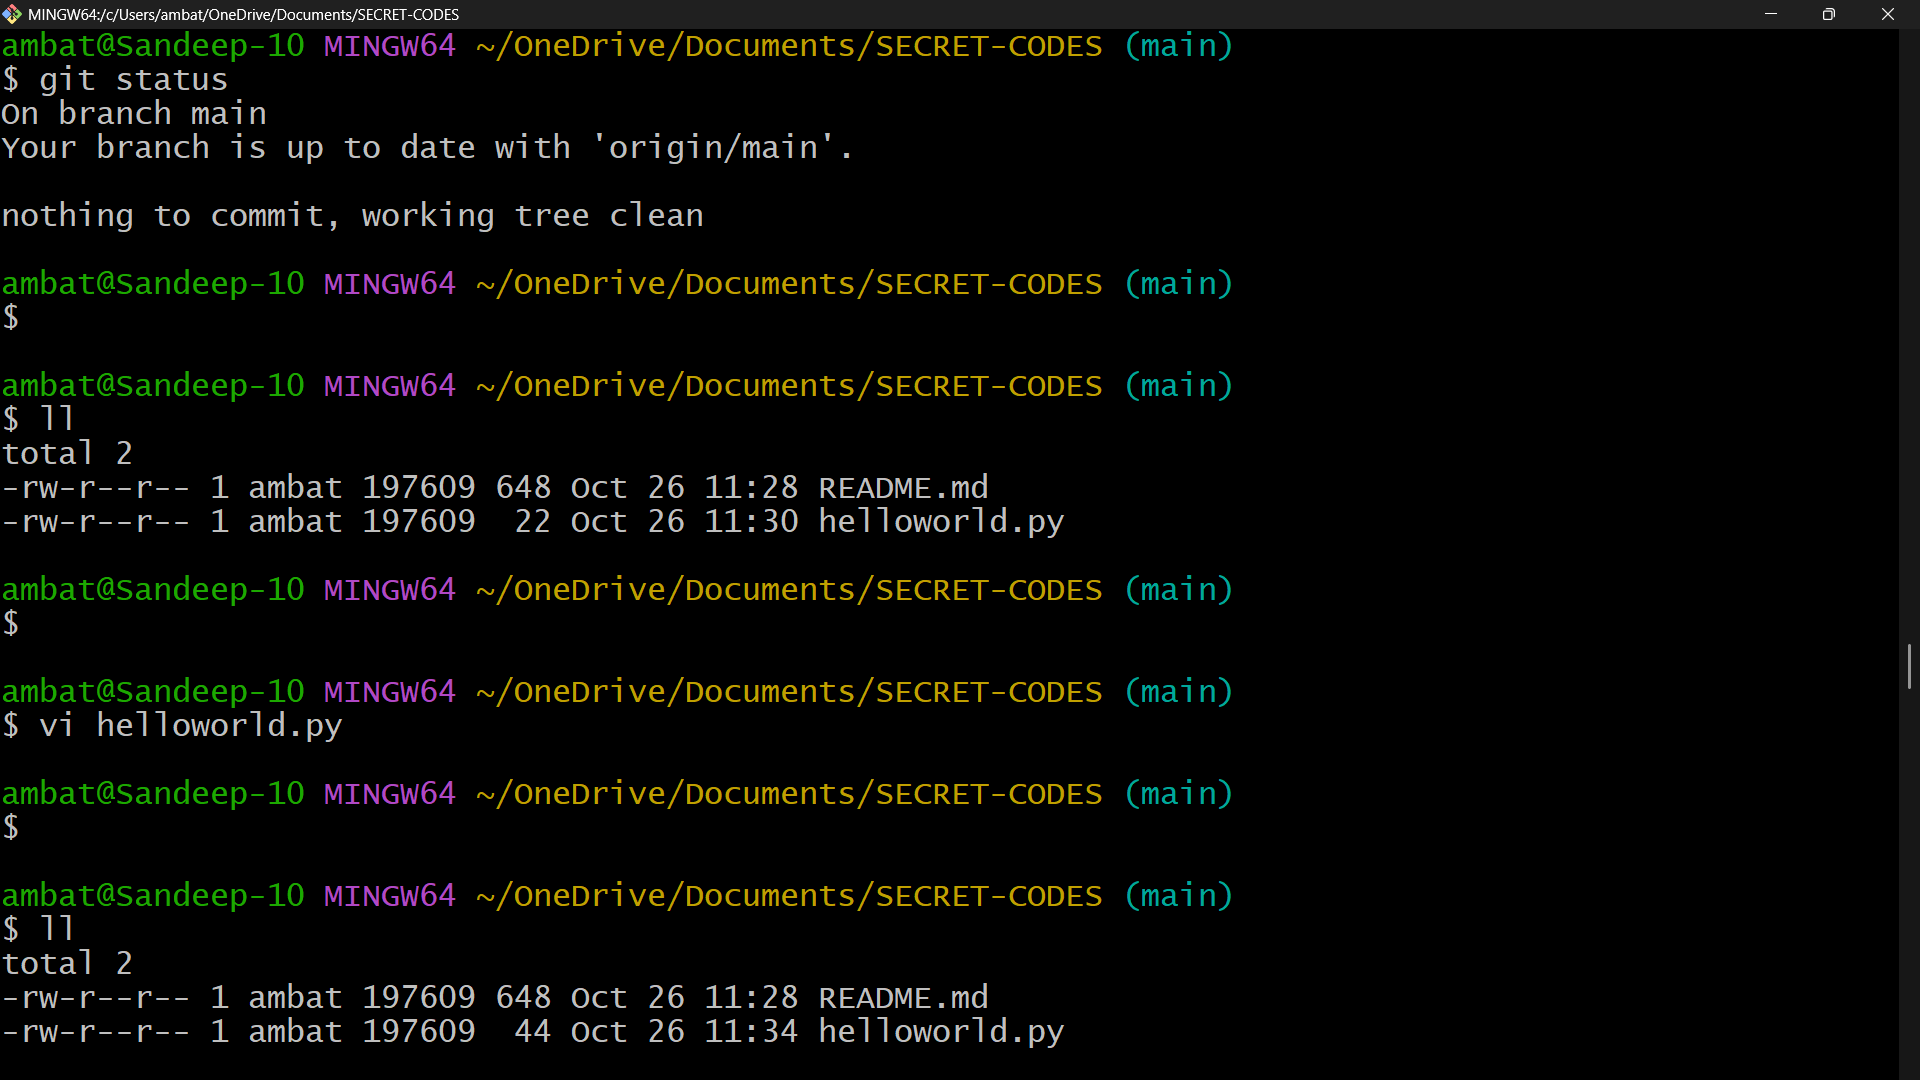 MINGW64:/c/Users/ambat/OneDrive/Documents/SECRET-CODES
ambat@Sandeep-10 MINGW64 ~/OneDrive/Documents/SECRET-CODES (main)
$ git status
On branch main
Your branch is up to date with 'origin/main'.
nothing to commit, working tree clean
ambat@Sandeep-10 MINGW64 ~/OneDrive/Documents/SECRET-CODES (main)
$
ambat@Sandeep-10 MINGW64 ~/OneDrive/Documents/SECRET-CODES (main)
$ ll
total 2
-rw-r--r-- 1 ambat 197609 648 Oct 26 11:28 README.md
-rw-r--r-- 1 ambat 197609  22 Oct 26 11:30 helloworld.py
ambat@Sandeep-10 MINGW64 ~/OneDrive/Documents/SECRET-CODES (main)
$
ambat@Sandeep-10 MINGW64 ~/OneDrive/Documents/SECRET-CODES (main)
$ vi helloworld.py
ambat@Sandeep-10 MINGW64 ~/OneDrive/Documents/SECRET-CODES (main)
$
ambat@Sandeep-10 MINGW64 ~/OneDrive/Documents/SECRET-CODES (main)
$ ll
total 2
-rw-r--r-- 1 ambat 197609 648 Oct 26 11:28 README.md
-rw-r--r-- 1 ambat 197609  44 Oct 26 11:34 helloworld.py